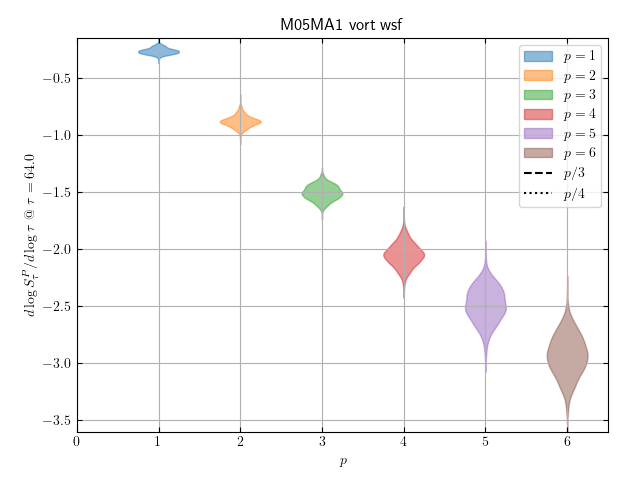 M05MA1 vort wsf
p = 1
p = 2
p = 3
p = 4
p = 5
p = 6
p/3
p/4
d log S_τ^P / d log τ @ τ = 64.0
−0.5
−1.0
−1.5
−2.0
−2.5
−3.0
−3.5
0 1 2 3 4 5 6
p